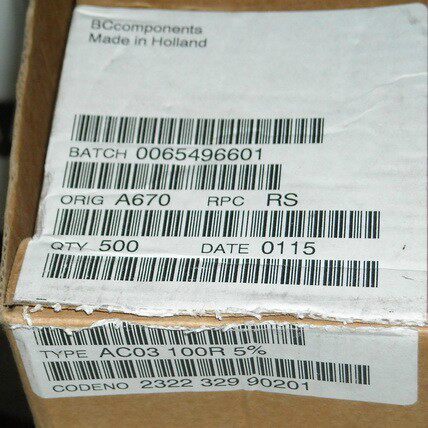 BCcomponents
Made in Holland
BATCH 0065496601
ORIG A670 RPC RS
QTY 500 DATE 0115
TYPE AC03 100R 5%
CODENO 2322 329 90201